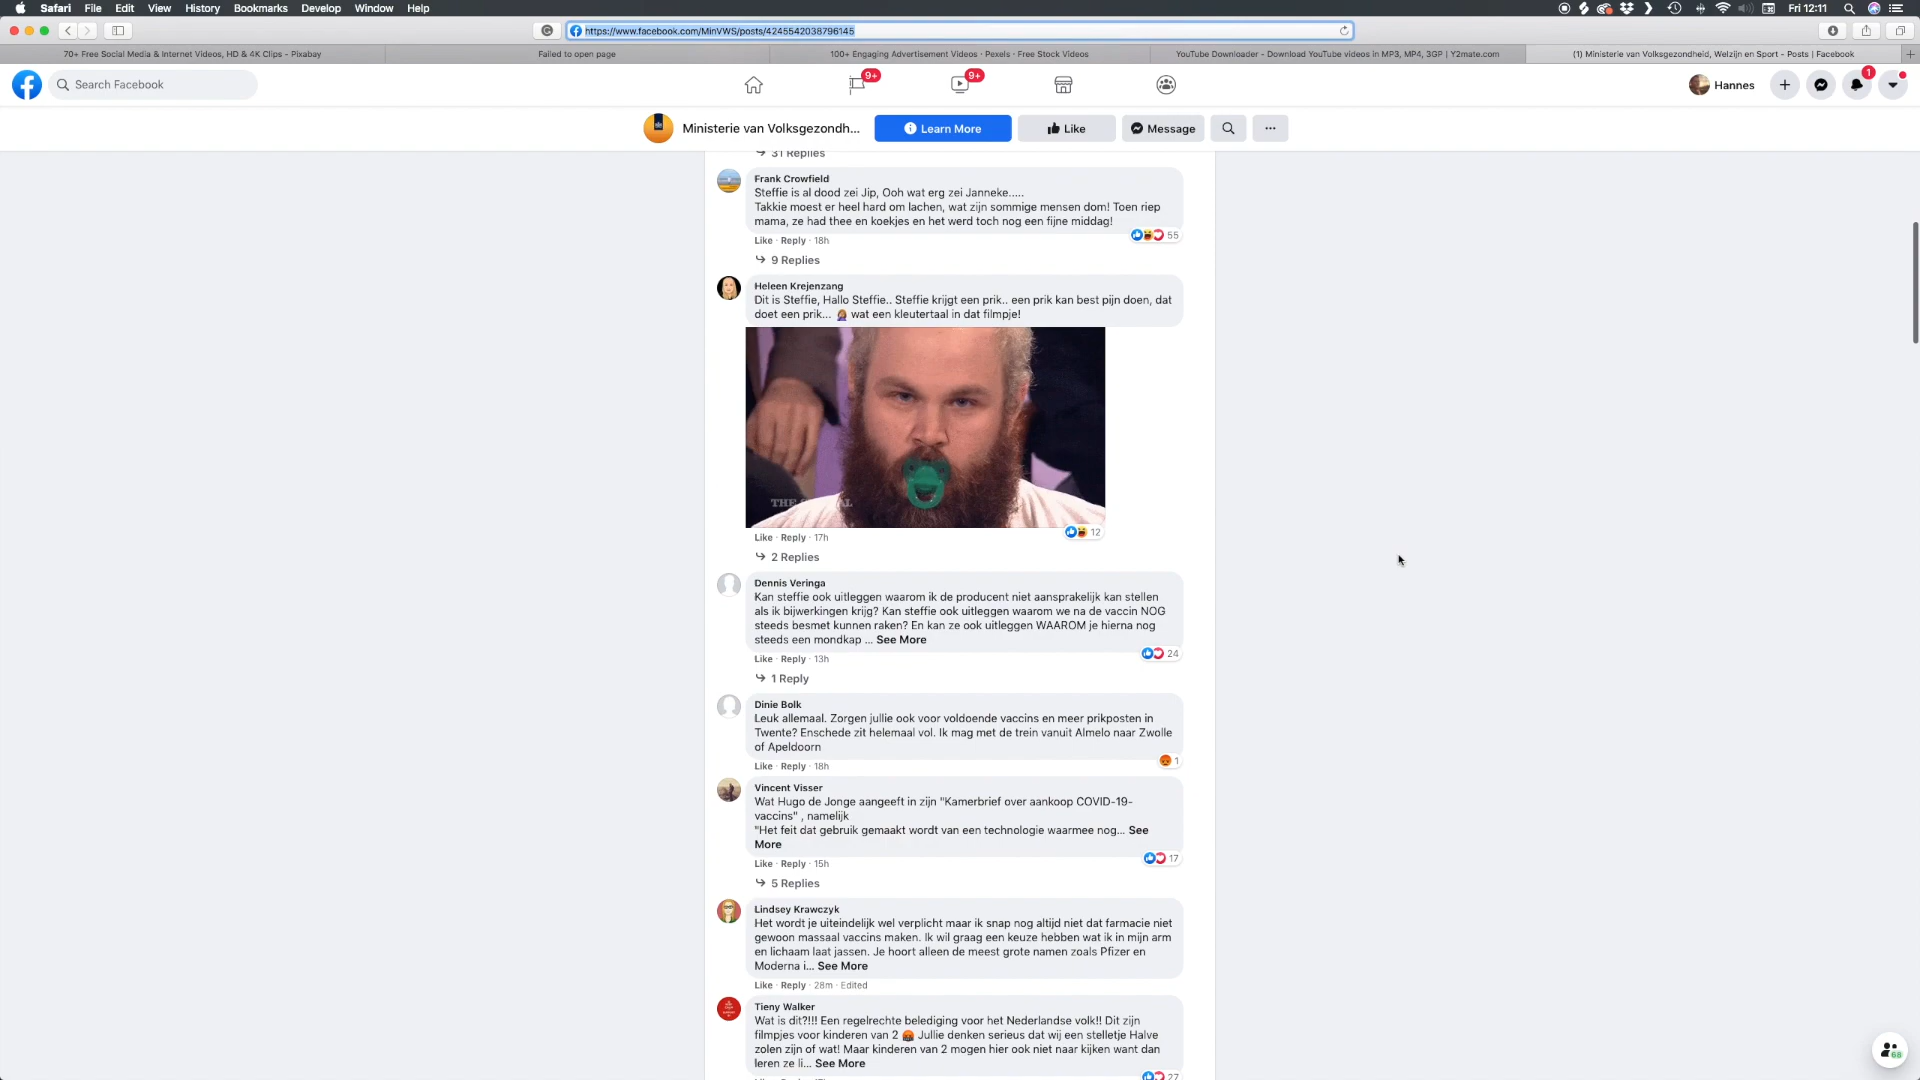 Safari File Edit View History Bookmarks Develop Window Help
Fri 12:11
https://www.facebook.com/MinVWS/posts/4245542038796145
70+ Free Social Media & Internet Videos, HD & 4K Clips - Pixabay
Failed to open page
100+ Engaging Advertisement Videos · Pexels · Free Stock Videos
YouTube Downloader - Download YouTube videos in MP3, MP4, 3GP | Y2mate.com
(1) Ministerie van Volksgezondheid, Welzijn en Sport - Posts | Facebook
Search Facebook
9+
9+
Hannes
1
Ministerie van Volksgezondh...
Learn More
Like
Message
31 Replies
Frank Crowfield
Steffie is al dood zei Jip, Ooh wat erg zei Janneke.....
Takkie moest er heel hard om lachen, wat zijn sommige mensen dom! Toen riep
mama, ze had thee en koekjes en het werd toch nog een fijne middag!
55
Like · Reply · 18h
9 Replies
Heleen Krejenzang
Dit is Steffie, Hallo Steffie.. Steffie krijgt een prik.. een prik kan best pijn doen, dat
doet een prik... 🤦‍♀️ wat een kleutertaal in dat filmpje!
12
Like · Reply · 17h
2 Replies
Dennis Veringa
Kan steffie ook uitleggen waarom ik de producent niet aansprakelijk kan stellen
als ik bijwerkingen krijg? Kan steffie ook uitleggen waarom we na de vaccin NOG
steeds besmet kunnen raken? En kan ze ook uitleggen WAAROM je hierna nog
steeds een mondkap ... See More
24
Like · Reply · 13h
1 Reply
Dinie Bolk
Leuk allemaal. Zorgen jullie ook voor voldoende vaccins en meer prikposten in
Twente? Enschede zit helemaal vol. Ik mag met de trein vanuit Almelo naar Zwolle
of Apeldoorn
1
Like · Reply · 18h
Vincent Visser
Wat Hugo de Jonge aangeeft in zijn "Kamerbrief over aankoop COVID-19-
vaccins" , namelijk
"Het feit dat gebruik gemaakt wordt van een technologie waarmee nog... See
More
17
Like · Reply · 15h
5 Replies
Lindsey Krawczyk
Het wordt je uiteindelijk wel verplicht maar ik snap nog altijd niet dat farmacie niet
gewoon massaal vaccins maken. Ik wil graag een keuze hebben wat ik in mijn arm
en lichaam laat jassen. Je hoort alleen de meest grote namen zoals Pfizer en
Moderna i... See More
Like · Reply · 28m · Edited
Tieny Walker
Wat is dit?!!! Een regelrechte belediging voor het Nederlandse volk!! Dit zijn
filmpjes voor kinderen van 2 🤬 Jullie denken serieus dat wij een stelletje Halve
zolen zijn of wat! Maar kinderen van 2 mogen hier ook niet naar kijken want dan
leren ze li... See More
27
68